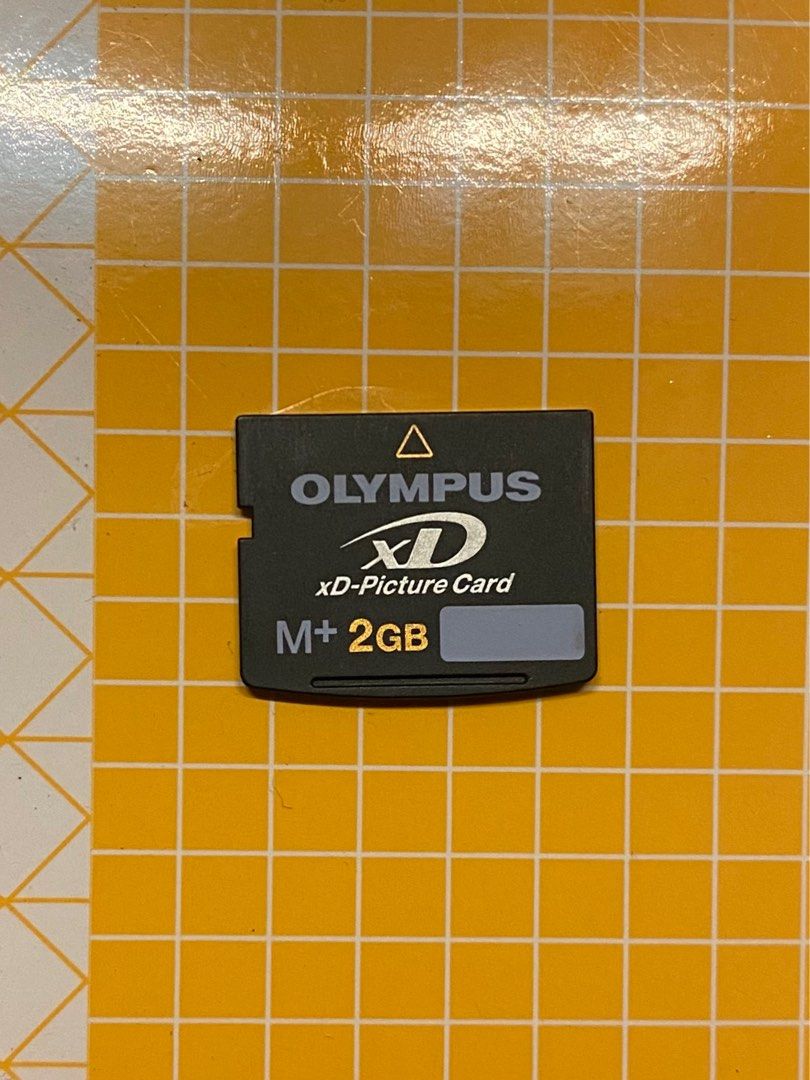 OLYMPUS
xD
xD-Picture Card
M+ 2GB